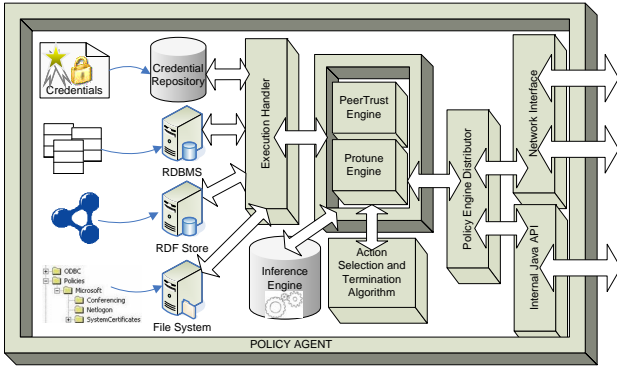 Credentials
Credential
Repository
RDBMS
RDF Store
ODBC
Policies
Microsoft
Conferencing
Netlogon
SystemCertificates
File System
Execution Handler
PeerTrust
Engine
Protune
Engine
Inference
Engine
Action
Selection and
Termination
Algorithm
Policy Engine Distributor
Network Interface
Internal Java API
POLICY AGENT